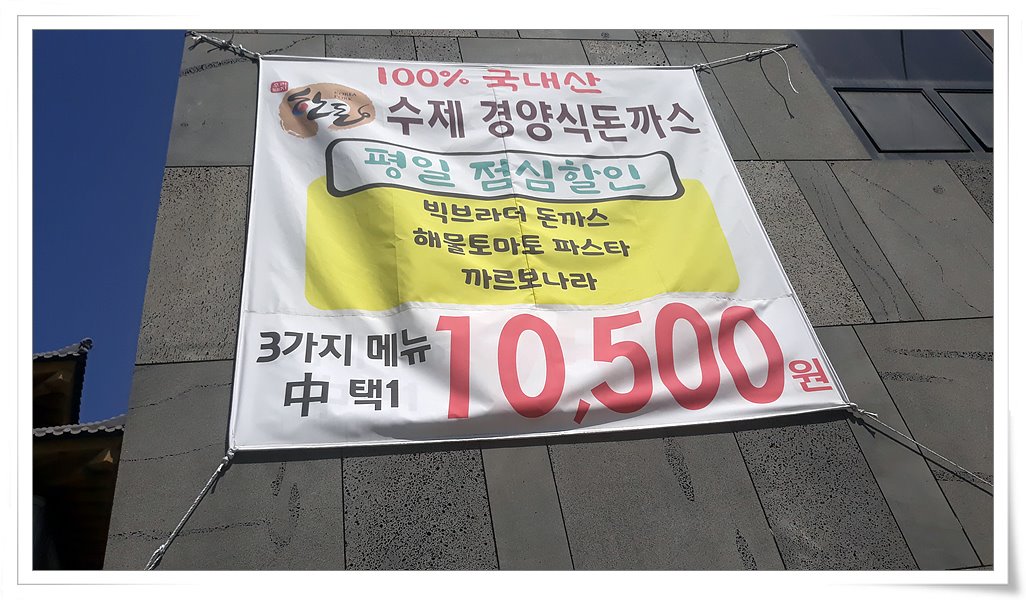 100% 국내산
한돈
수제 경양식돈까스
평일 점심할인
빅브라더 돈까스
해물토마토 파스타
까르보나라
3가지 메뉴
中 택1
10,500원